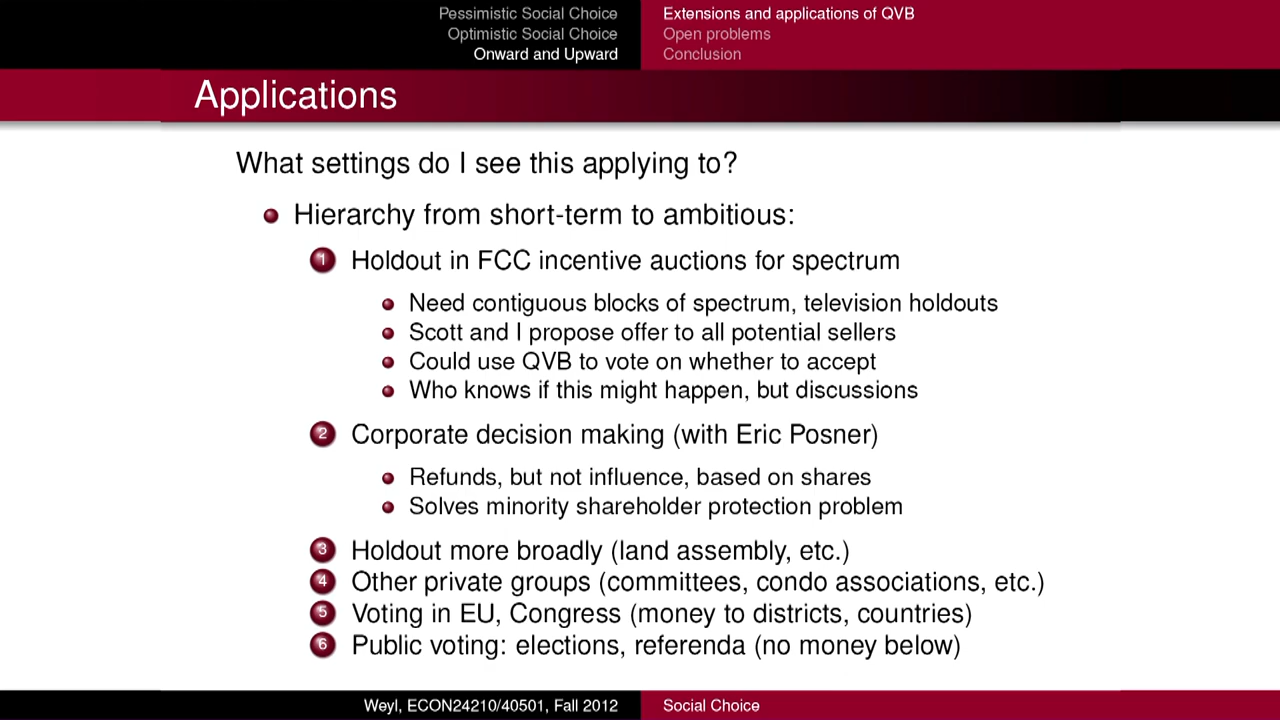 Pessimistic Social Choice
Optimistic Social Choice
Onward and Upward
Extensions and applications of QVB
Open problems
Conclusion
Applications
What settings do I see this applying to?
Hierarchy from short-term to ambitious:
1 Holdout in FCC incentive auctions for spectrum
Need contiguous blocks of spectrum, television holdouts
Scott and I propose offer to all potential sellers
Could use QVB to vote on whether to accept
Who knows if this might happen, but discussions
2 Corporate decision making (with Eric Posner)
Refunds, but not influence, based on shares
Solves minority shareholder protection problem
3 Holdout more broadly (land assembly, etc.)
4 Other private groups (committees, condo associations, etc.)
5 Voting in EU, Congress (money to districts, countries)
6 Public voting: elections, referenda (no money below)
Weyl, ECON24210/40501, Fall 2012
Social Choice